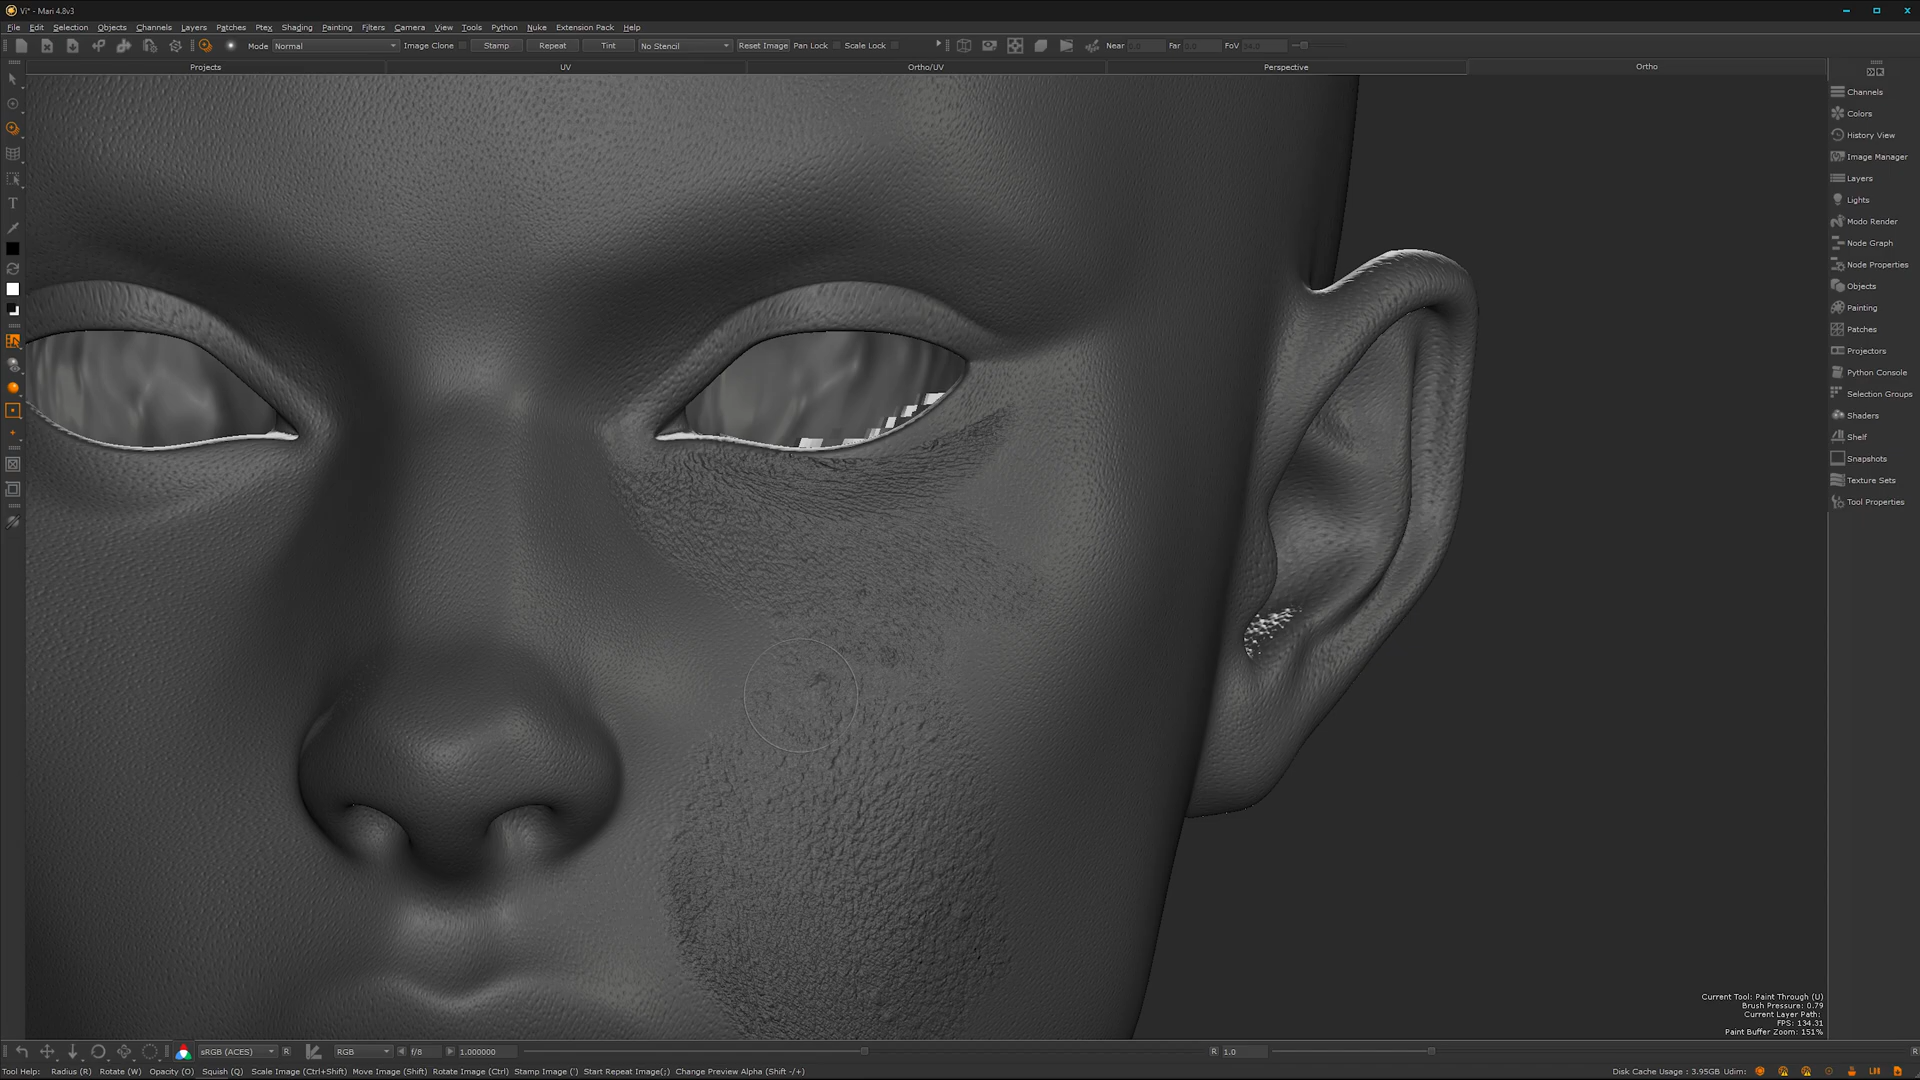 Vi* - Mari 4.8v3
File Edit Selection Objects Channels Layers Patches Ptex Shading Painting Filters Camera View Tools Python Nuke Extension Pack Help
Mode Normal Image Clone Stamp Repeat Tint No Stencil Reset Image Pan Lock Scale Lock Near Far FoV
Projects UV Ortho/UV Perspective Ortho
Channels
Colors
History View
Image Manager
Layers
Lights
Modo Render
Node Graph
Node Properties
Objects
Painting
Patches
Projectors
Python Console
Selection Groups
Shaders
Shelf
Snapshots
Texture Sets
Tool Properties
Current Tool: Paint Through (U)
Brush Pressure: 0.79
Current Layer Path:
FPS: 134.31
Paint Buffer Zoom: 151%
sRGB (ACES) R RGB f/8 1.000000 R 1.0 R
Tool Help: Radius (R) Rotate (W) Opacity (O) Squish (Q) Scale Image (Ctrl+Shift) Move Image (Shift) Rotate Image (Ctrl) Stamp Image (') Start Repeat Image(;) Change Preview Alpha (Shift -/+) Disk Cache Usage : 3.95GB Udim: